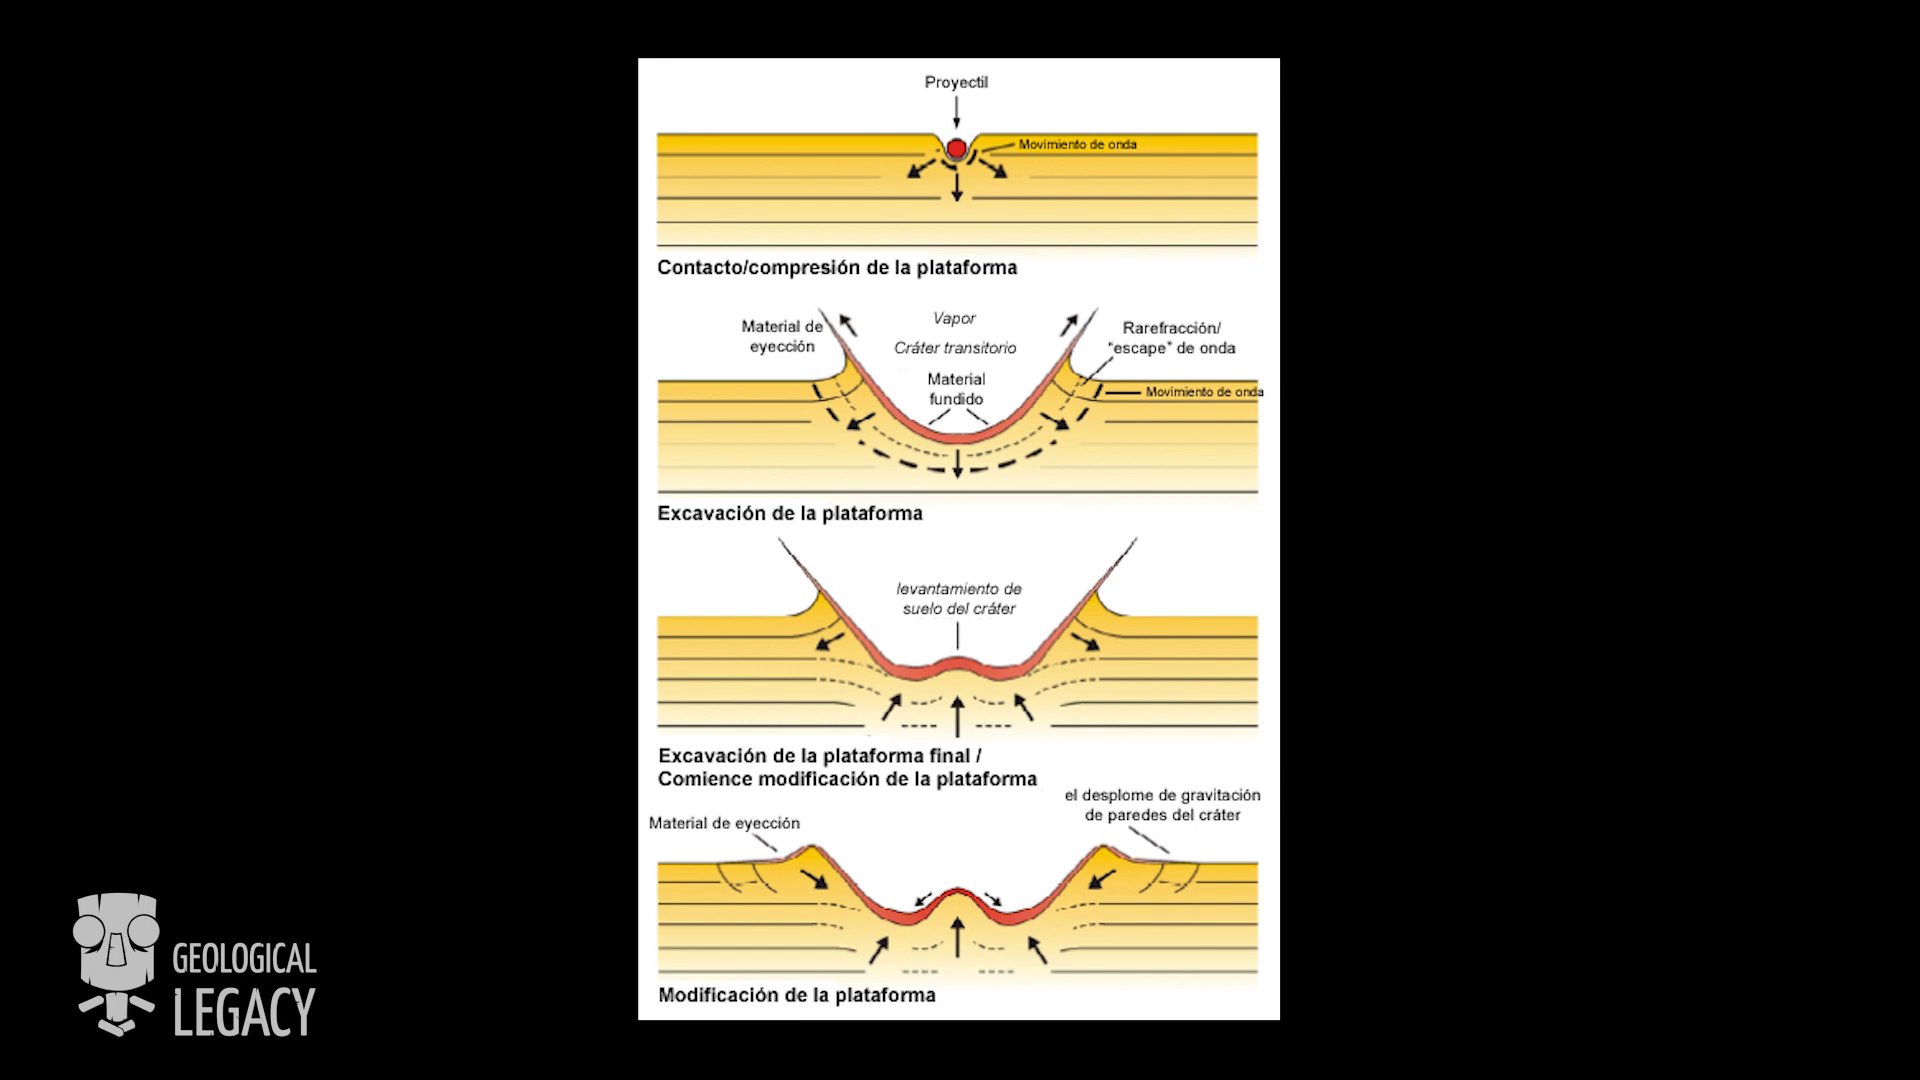 Proyectil
Movimiento de onda
Contacto/compresión de la plataforma
Material de
eyección
Vapor
Cráter transitorio
Material
fundido
Rarefracción/
"escape" de onda
Movimiento de onda
Excavación de la plataforma
levantamiento de
suelo del cráter
Excavación de la plataforma final /
Comience modificación de la plataforma
el desplome de gravitación
de paredes del cráter
Material de eyección
Modificación de la plataforma
GEOLOGICAL
LEGACY